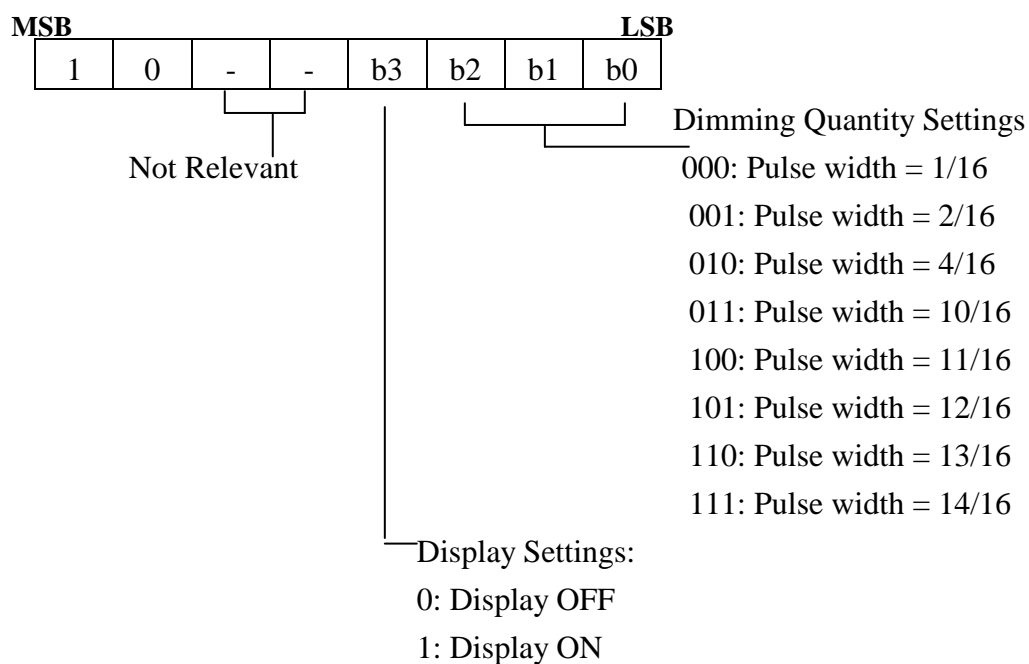 MSB LSB
1 0 - - b3 b2 b1 b0
Dimming Quantity Settings
Not Relevant
000: Pulse width = 1/16
001: Pulse width = 2/16
010: Pulse width = 4/16
011: Pulse width = 10/16
100: Pulse width = 11/16
101: Pulse width = 12/16
110: Pulse width = 13/16
111: Pulse width = 14/16
Display Settings:
0: Display OFF
1: Display ON